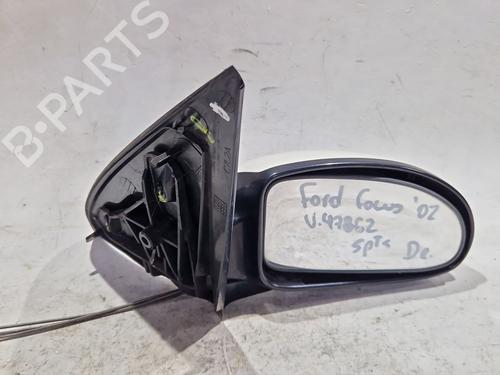 B-PARTS
Ford Focus '02
V.47862
5pTs De.